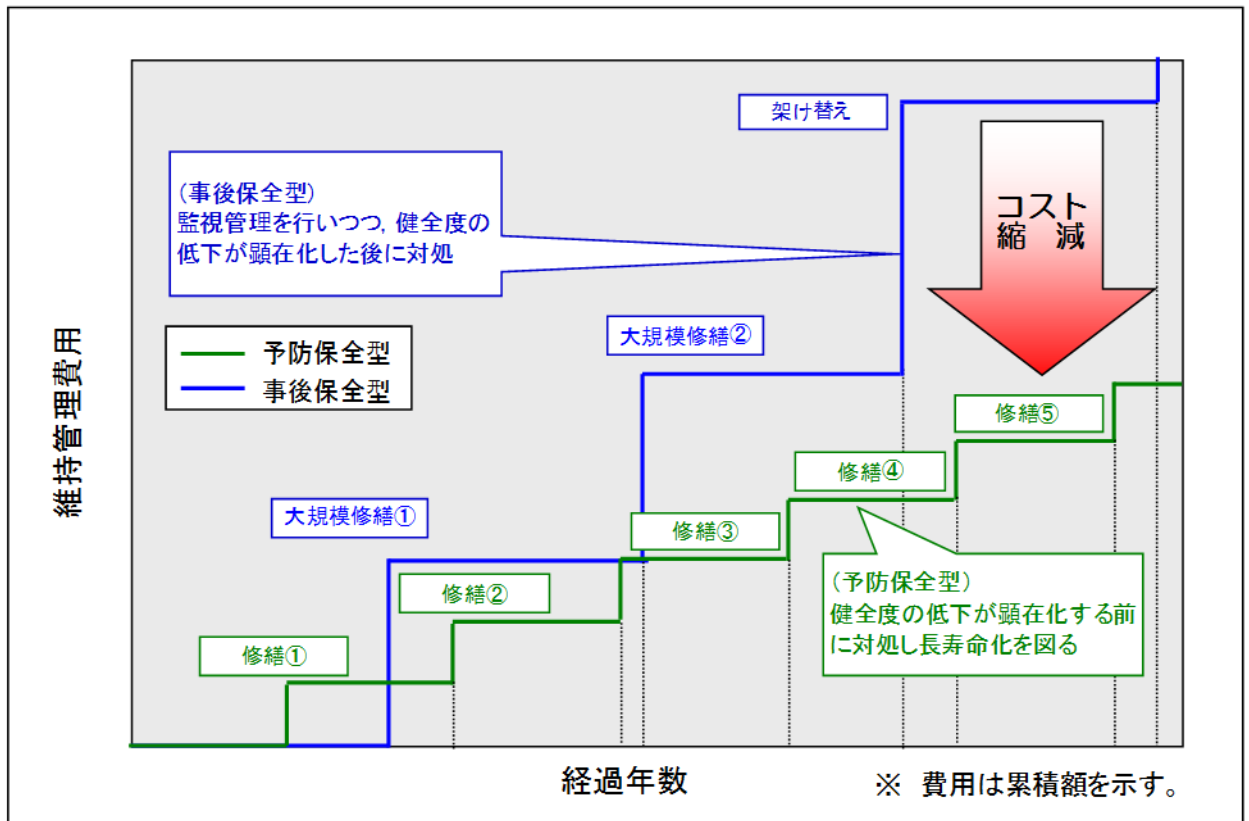 架け替え
(事後保全型)
監視管理を行いつつ, 健全度の
低下が顕在化した後に対処
コスト
縮 減
大規模修繕②
予防保全型
事後保全型
維持管理費用
修繕⑤
修繕④
大規模修繕①
修繕③
修繕②
(予防保全型)
健全度の低下が顕在化する前
に対処し長寿命化を図る
修繕①
経過年数
※ 費用は累積額を示す。